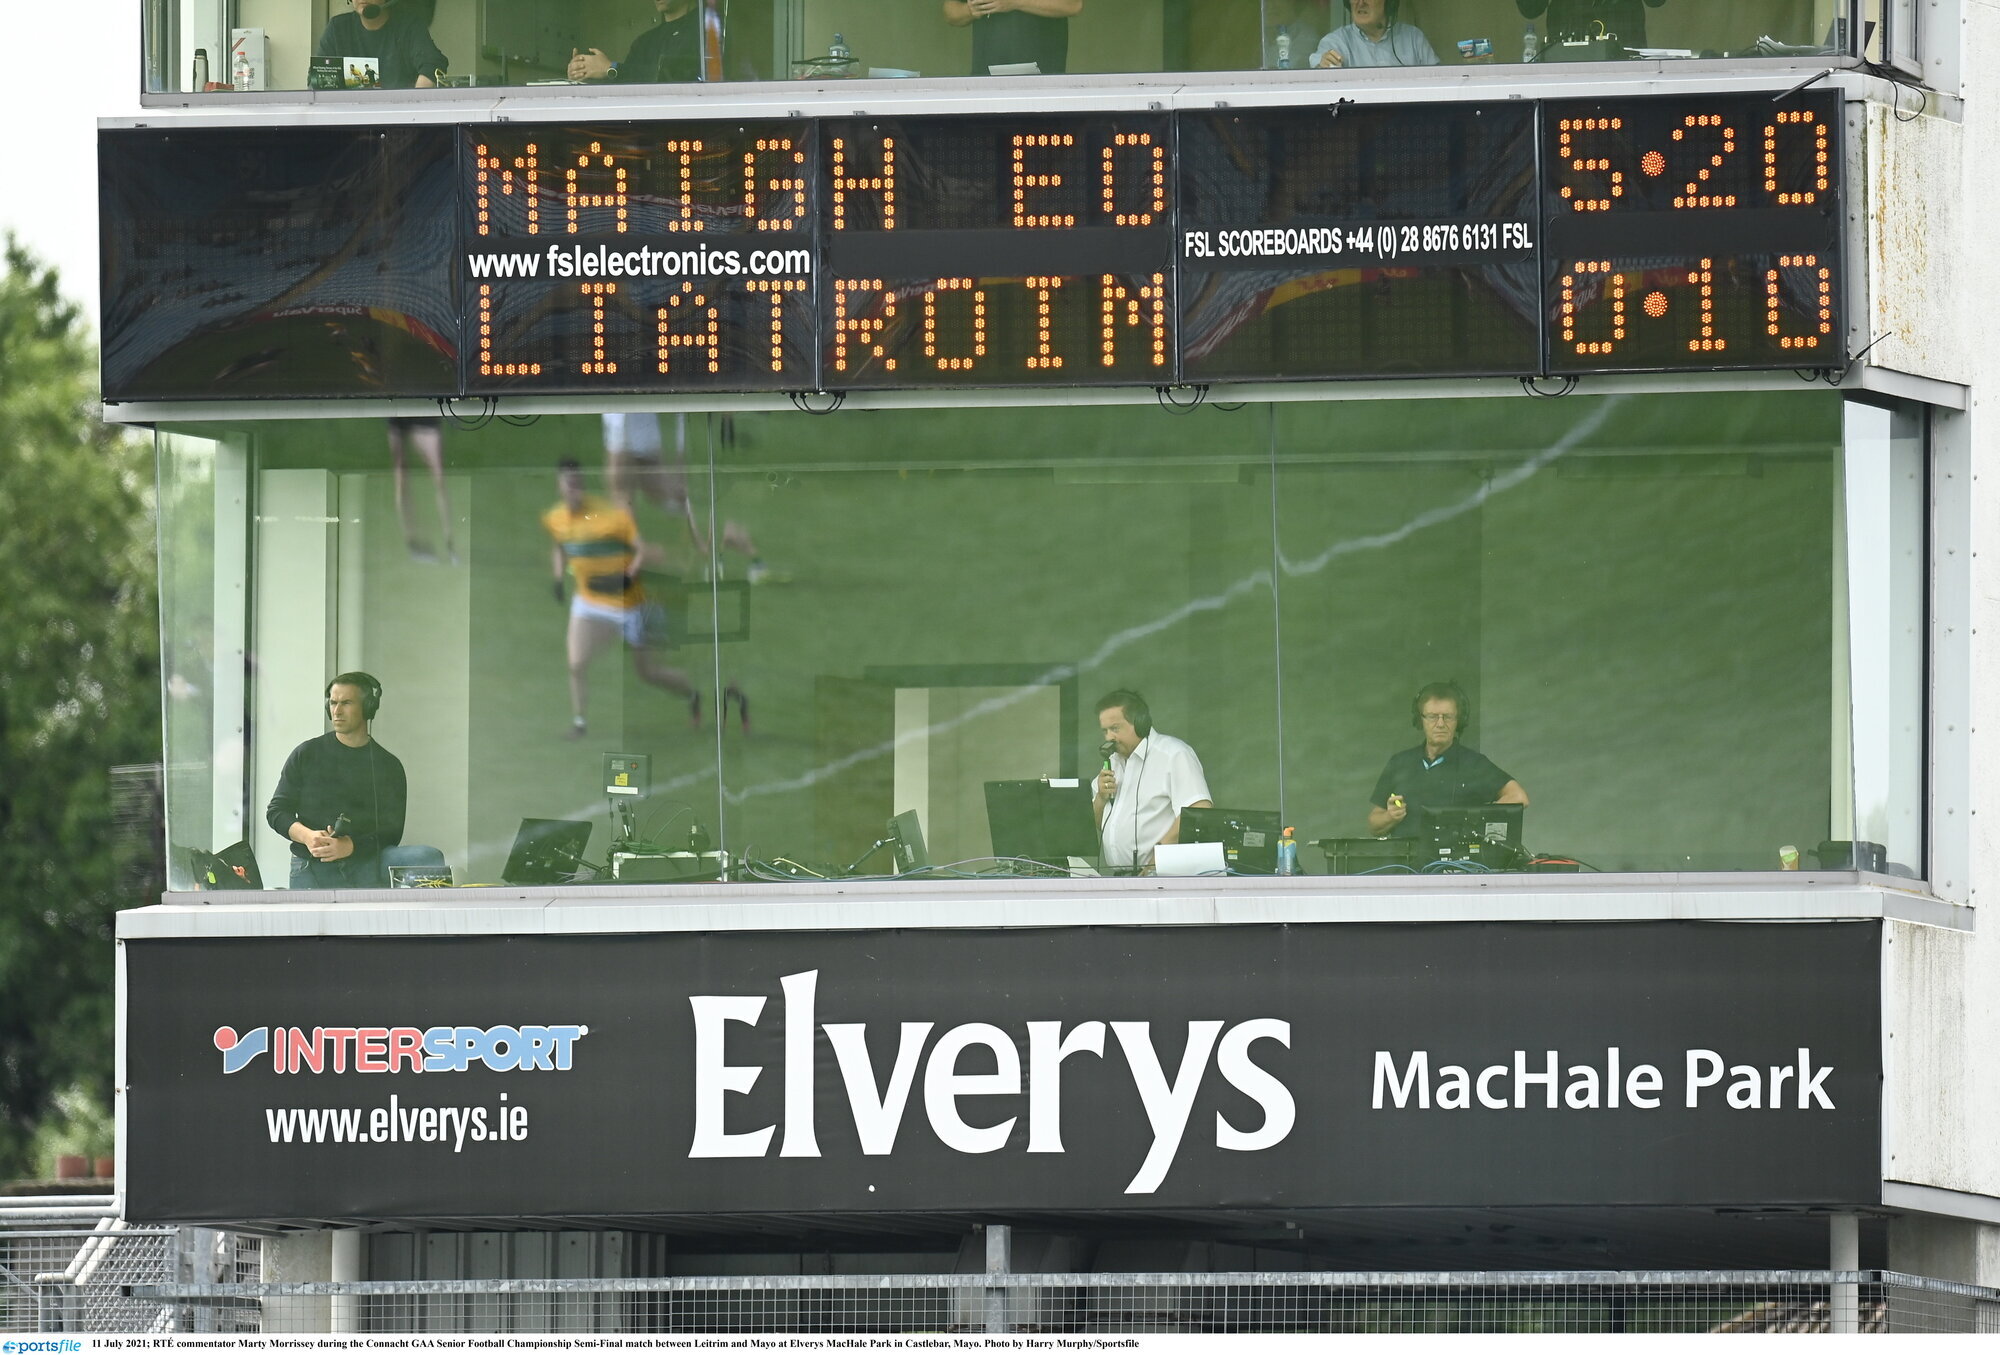 MAIGH EO 5·20
www fslelectronics.com
FSL SCOREBOARDS +44 (0) 28 8676 6131 FSL
LIATROIM 0·10
INTERSPORT
www.elverys.ie
Elverys
MacHale Park
sportsfile
11 July 2021; RTÉ commentator Marty Morrissey during the Connacht GAA Senior Football Championship Semi-Final match between Leitrim and Mayo at Elverys MacHale Park in Castlebar, Mayo. Photo by Harry Murphy/Sportsfile